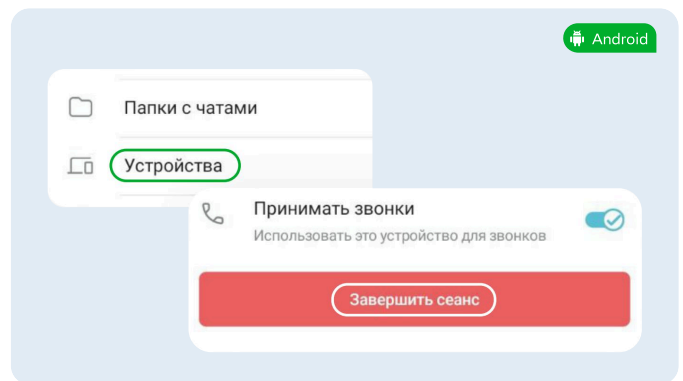 Android
Папки с чатами
Устройства
Принимать звонки
Использовать это устройство для звонков
Завершить сеанс